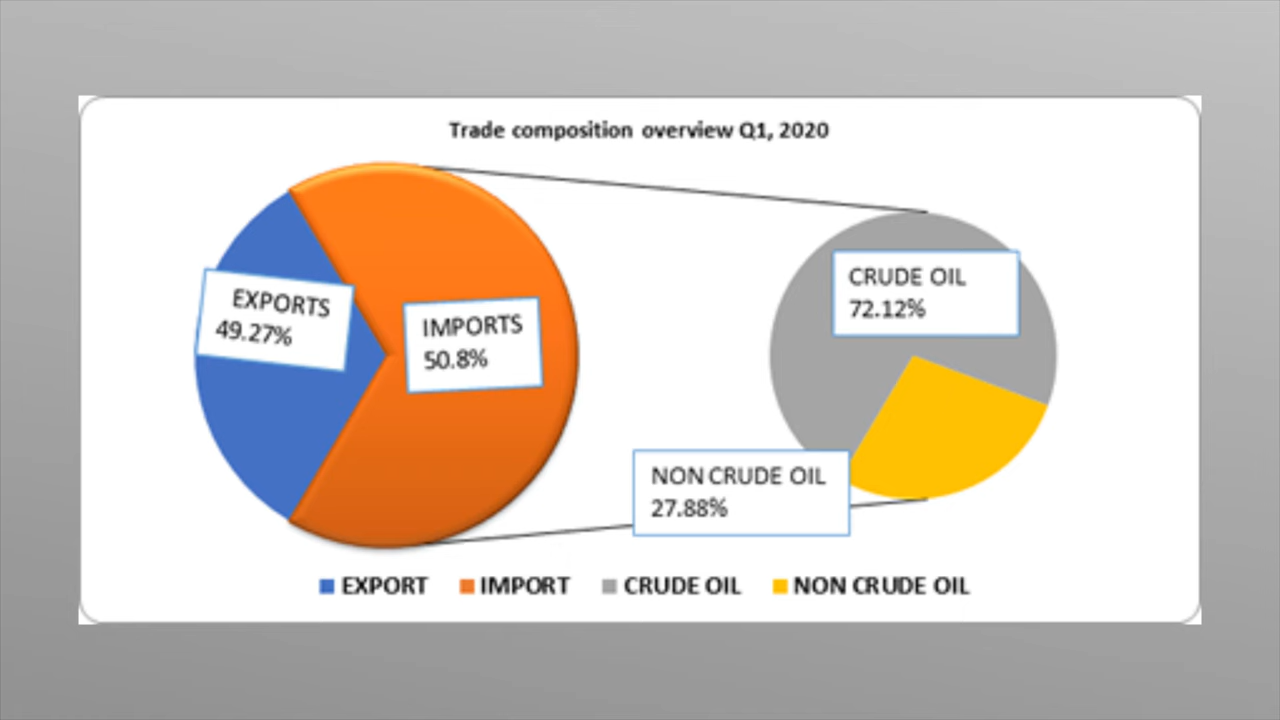 Trade composition overview Q1, 2020
EXPORTS
49.27%
IMPORTS
50.8%
CRUDE OIL
72.12%
NON CRUDE OIL
27.88%
EXPORT
IMPORT
CRUDE OIL
NON CRUDE OIL